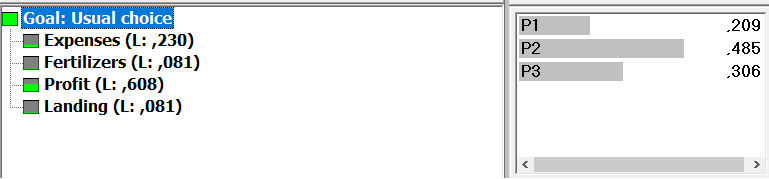 Goal: Usual choice
Expenses (L: ,230)
Fertilizers (L: ,081)
Profit (L: ,608)
Landing (L: ,081)
P1 ,209
P2 ,485
P3 ,306